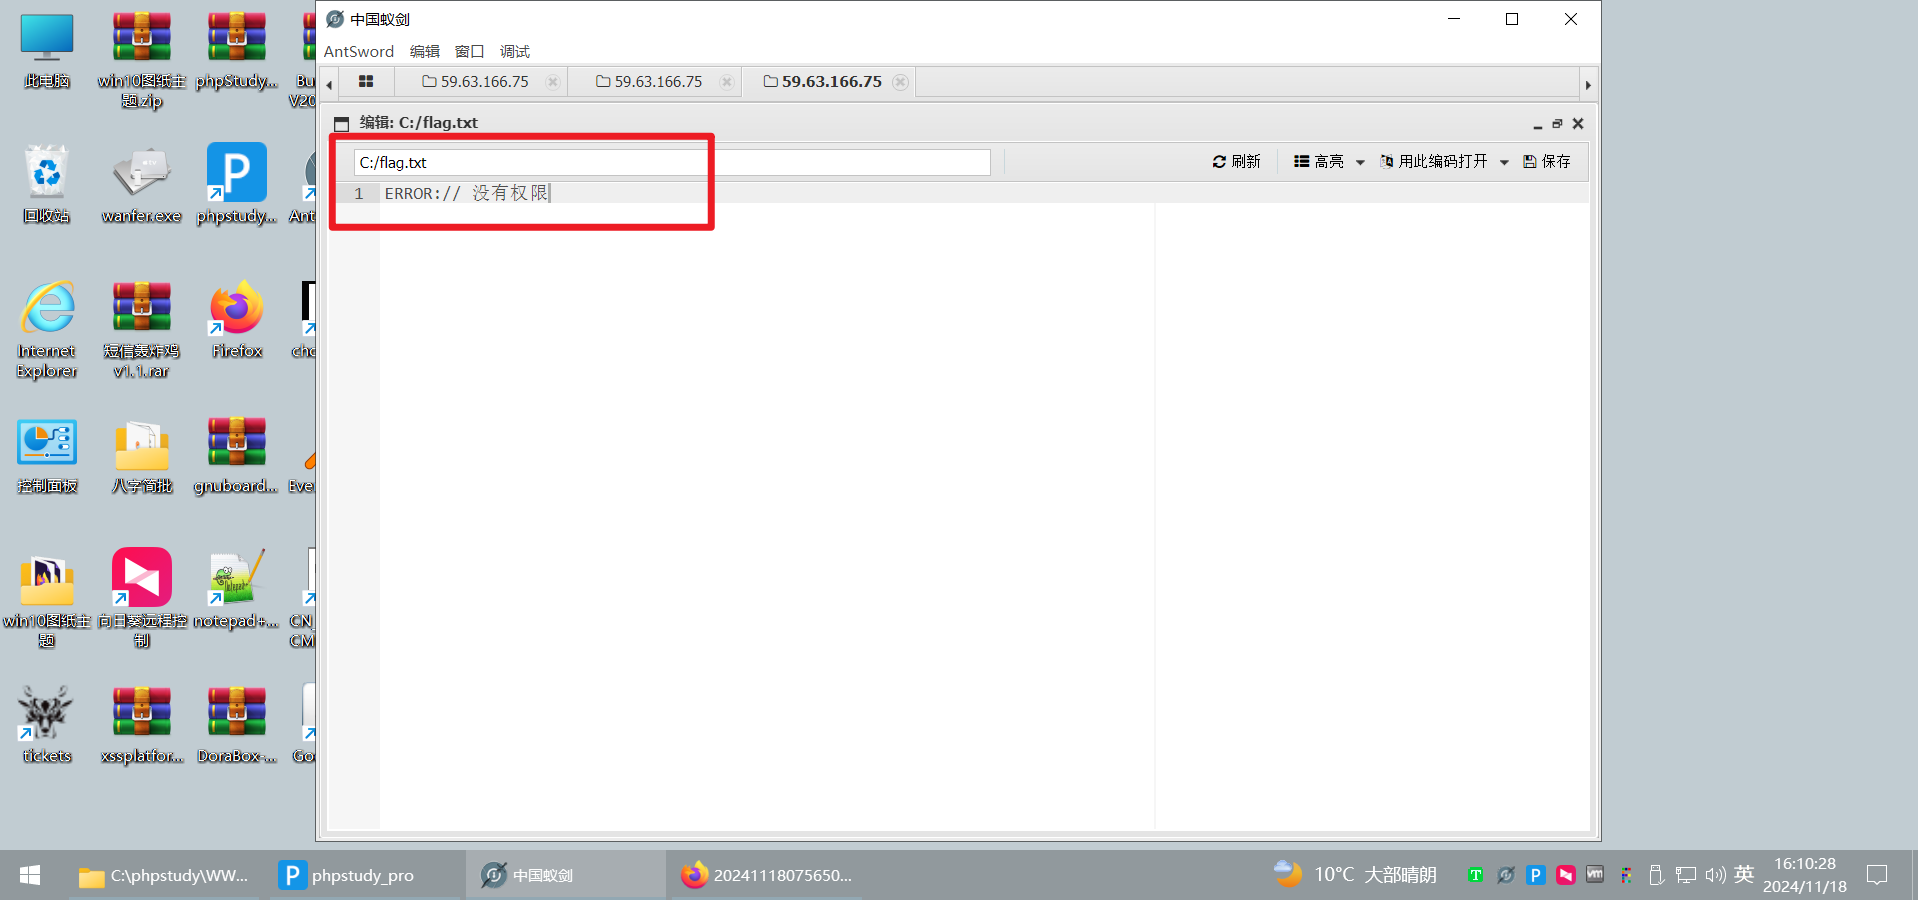 此电脑
win10图纸主
题.zip
phpStudy...
Bu
V20
回收站
wanfer.exe
phpstudy...
Ant
Internet
Explorer
短信轰炸鸡
v1.1.rar
Firefox
chc
控制面板
八字简批
gnuboard...
Eve
win10图纸主
题
向日葵远程控
制
notepad+...
CN_
CM
tickets
xssplatfor...
DoraBox-...
Go
中国蚁剑
AntSword 编辑 窗口 调试
59.63.166.75 59.63.166.75 59.63.166.75
编辑: C:/flag.txt
C:/flag.txt 刷新 高亮 用此编码打开 保存
1 ERROR:// 没有权限
C:\phpstudy\WW... phpstudy_pro 中国蚁剑 20241118075650... 10°C 大部晴朗 英 16:10:28
2024/11/18